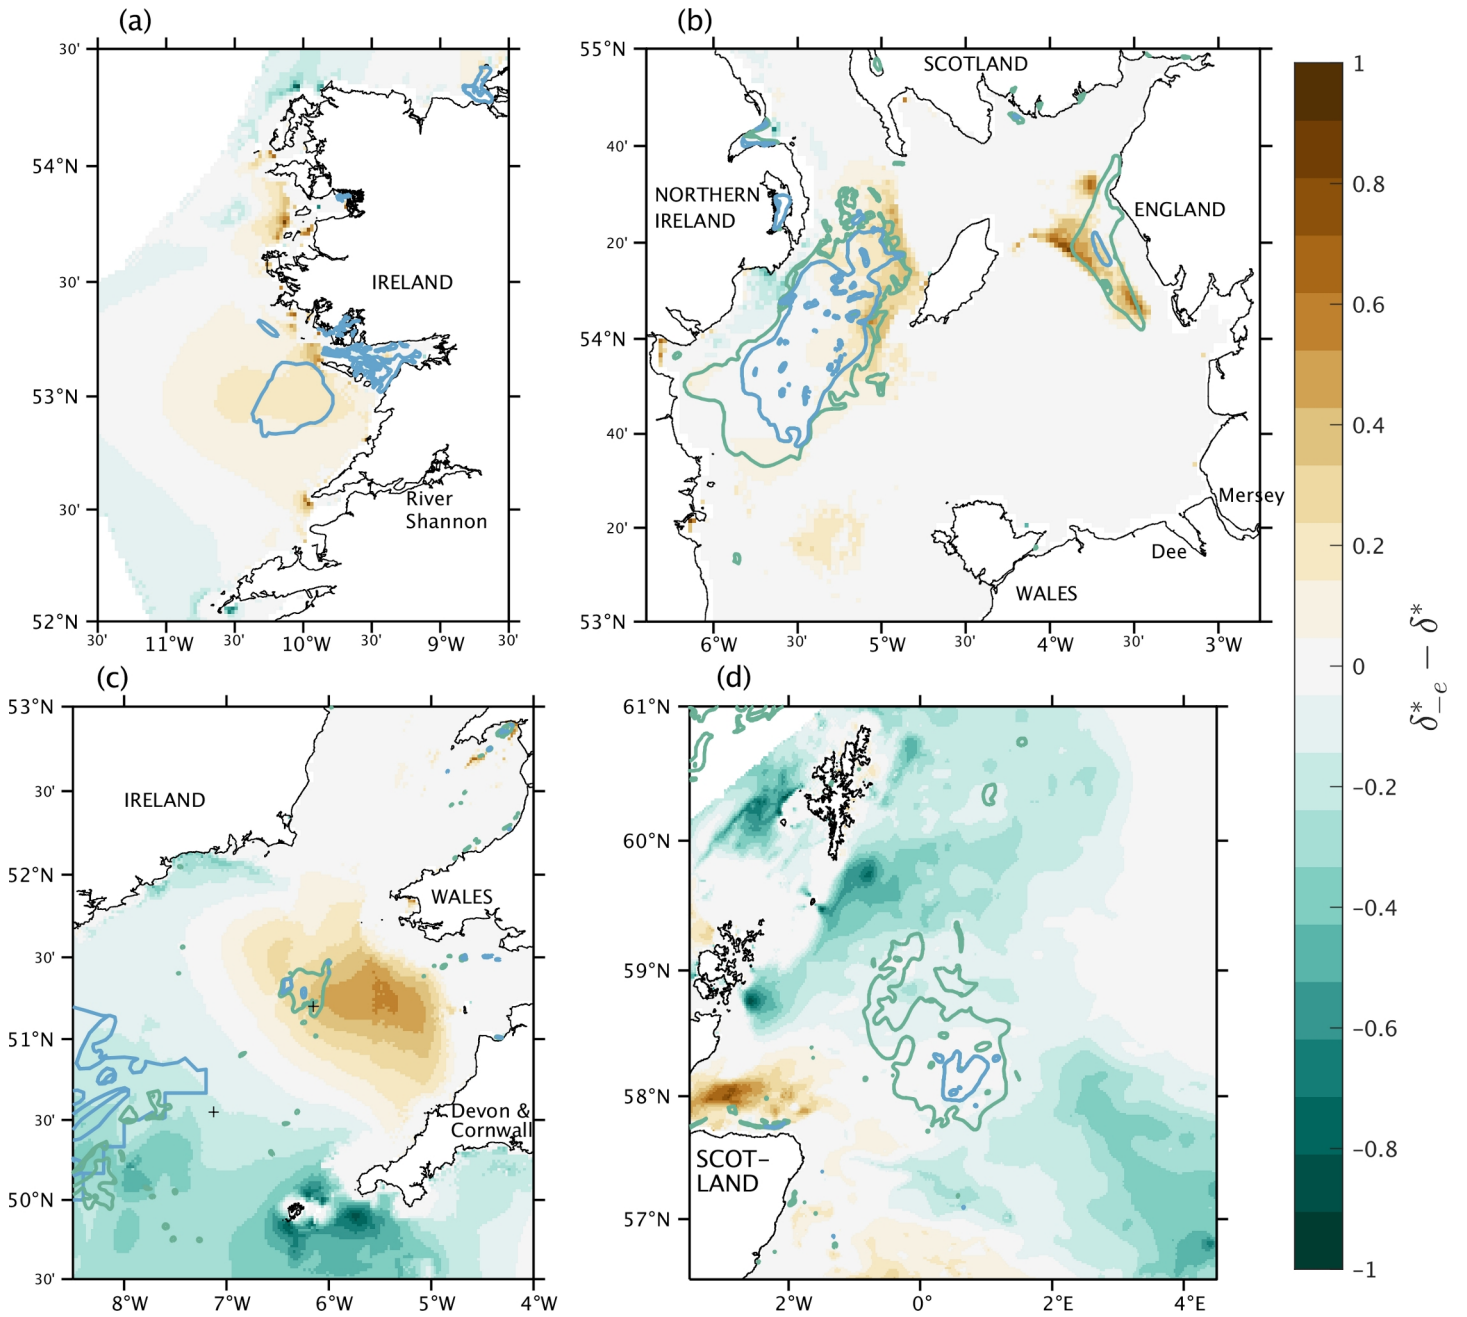 (a)
30'
54°N
30'
53°N
30'
52°N
30'
11°W
30'
10°W
30'
9°W
30'
IRELAND
River
Shannon
(b)
55°N
40'
20'
54°N
40'
20'
53°N
6°W
30'
5°W
30'
4°W
30'
3°W
SCOTLAND
NORTHERN
IRELAND
ENGLAND
Mersey
Dee
WALES
(c)
53°N
30'
52°N
30'
51°N
30'
50°N
30'
8°W
7°W
6°W
5°W
4°W
IRELAND
WALES
Devon &
Cornwall
(d)
61°N
60°N
59°N
58°N
57°N
2°W
0°
2°E
4°E
SCOT–
LAND
1
0.8
0.6
0.4
0.2
0
−0.2
−0.4
−0.6
−0.8
−1
δ*₋ₑ − δ*